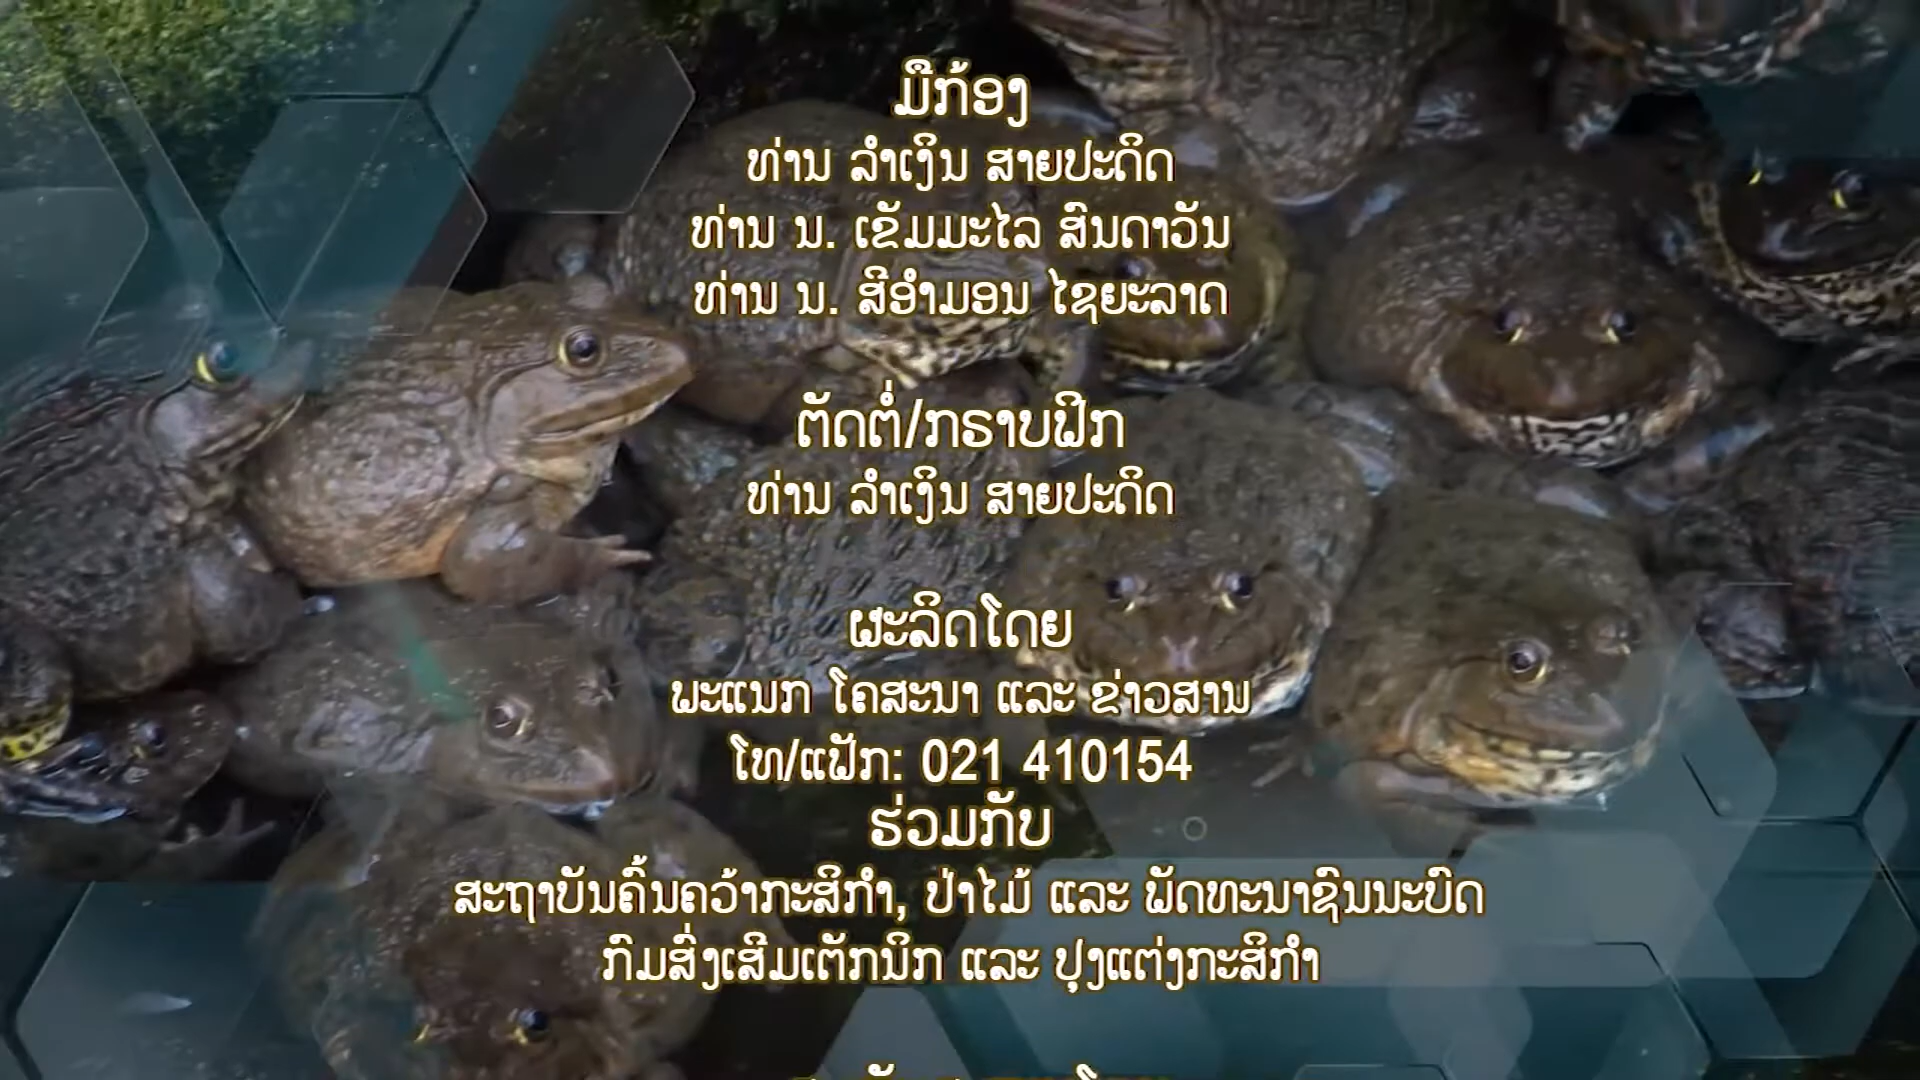 ມືກ້ອງ
ທ່ານ ລຳເງິນ ສາຍປະດິດ
ທ່ານ ນ. ເຂັມມະໄລ ສົນດາວັນ
ທ່ານ ນ. ສີອຳມອນ ໄຊຍະລາດ
ຕັດຕໍ່/ກຣາບຟີກ
ທ່ານ ລຳເງິນ ສາຍປະດິດ
ຜະລິດໂດຍ
ພະແນກ ໂຄສະນາ ແລະ ຂ່າວສານ
ໂທ/ແຟັກ: 021 410154
ຮ່ວມກັບ
ສະຖາບັນຄົ້ນຄວ້າກະສິກຳ, ປ່າໄມ້ ແລະ ພັດທະນາຊົນນະບົດ
ກົມສົ່ງເສີມເຕັກນິກ ແລະ ປຸງແຕ່ງກະສິກຳ